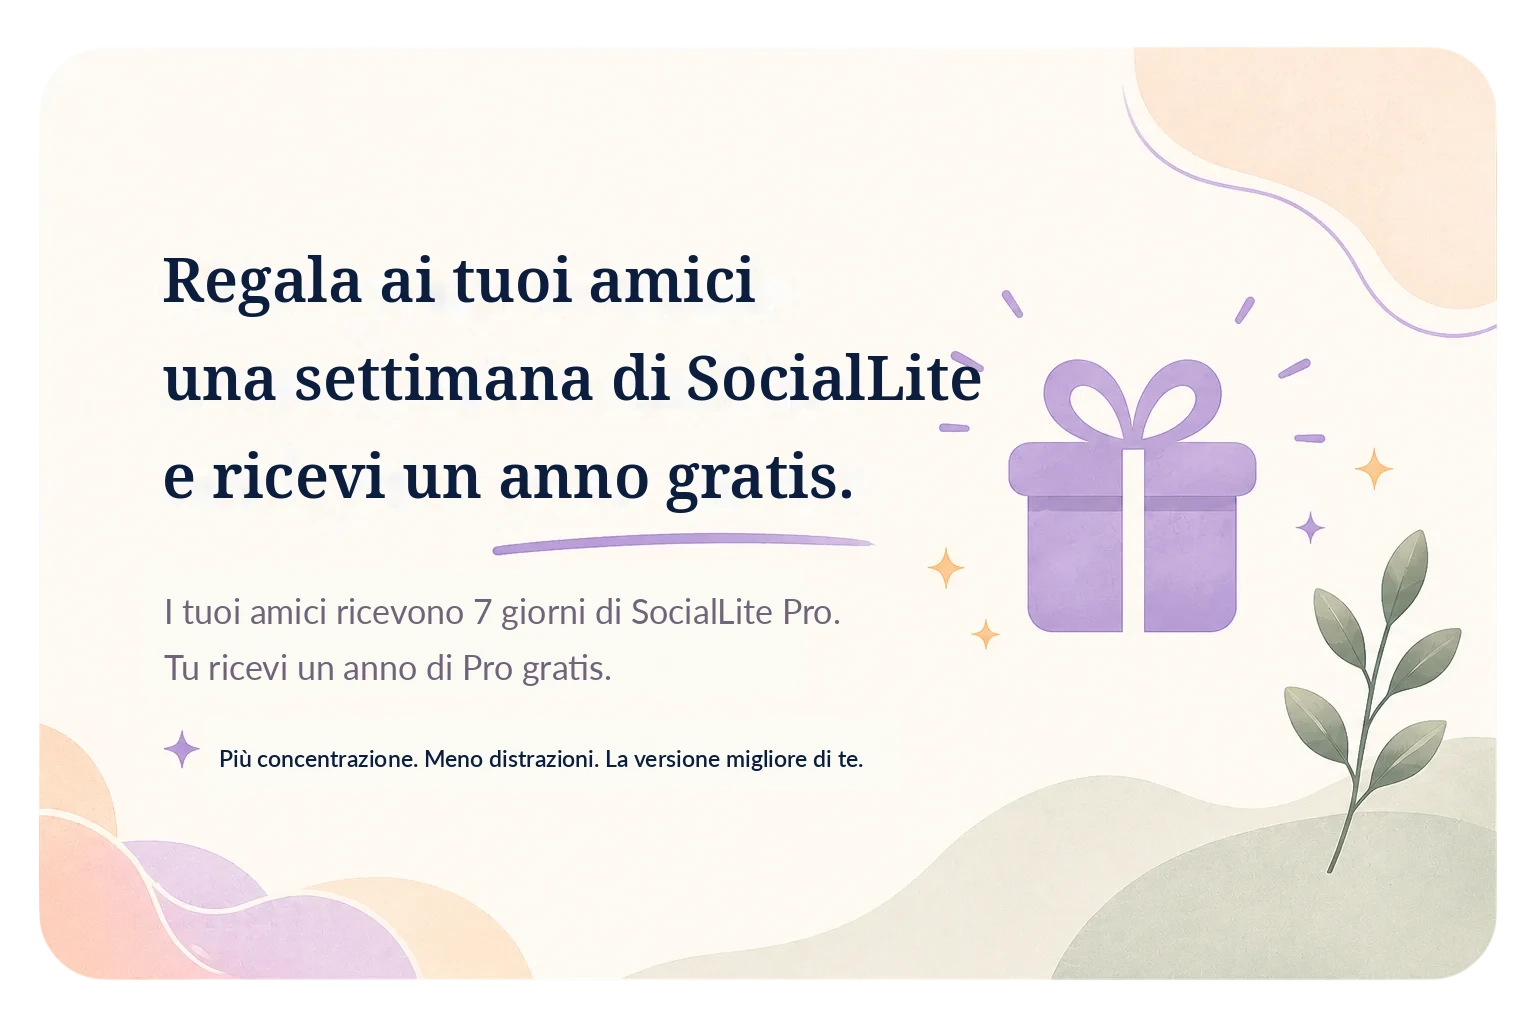 Regala ai tuoi amici
una settimana di SocialLite
e ricevi un anno gratis.
I tuoi amici ricevono 7 giorni di SocialLite Pro.
Tu ricevi un anno di Pro gratis.
Più concentrazione. Meno distrazioni. La versione migliore di te.